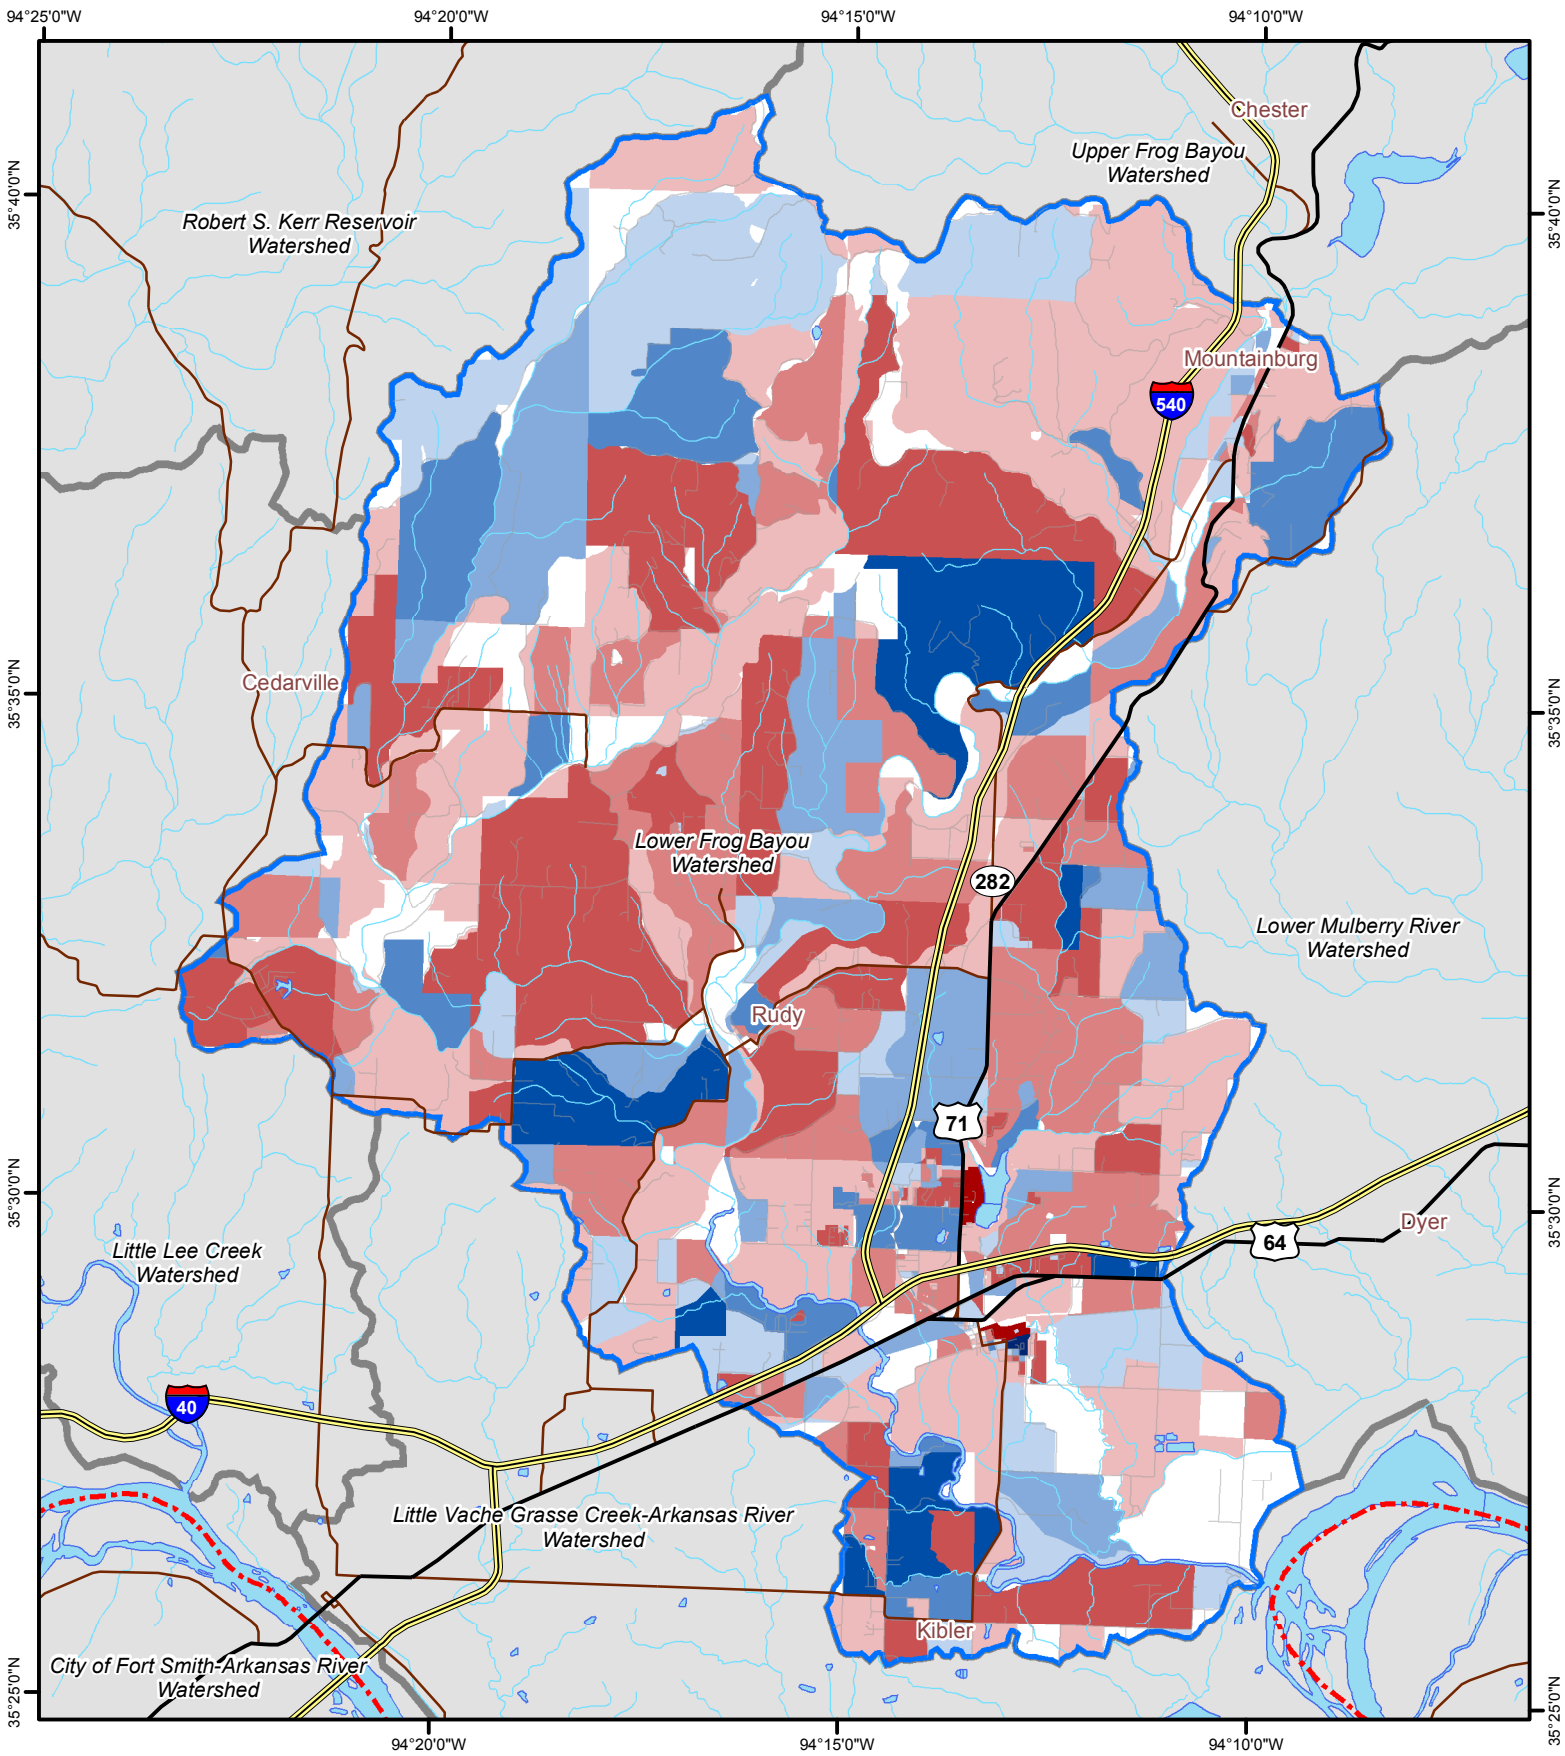 94°25'0"W
94°20'0"W
94°15'0"W
94°10'0"W
Chester
Upper Frog Bayou
Watershed
35°40'0"N
35°40'0"N
Robert S. Kerr Reservoir
Watershed
Mountainburg
540
Cedarville
35°35'0"N
35°35'0"N
Lower Frog Bayou
Watershed
282
Lower Mulberry River
Watershed
Rudy
71
35°30'0"N
35°30'0"N
Dyer
64
Little Lee Creek
Watershed
40
Little Vache Grasse Creek-Arkansas River
Watershed
Kibler
City of Fort Smith-Arkansas River
Watershed
35°25'0"N
35°25'0"N
94°20'0"W
94°15'0"W
94°10'0"W